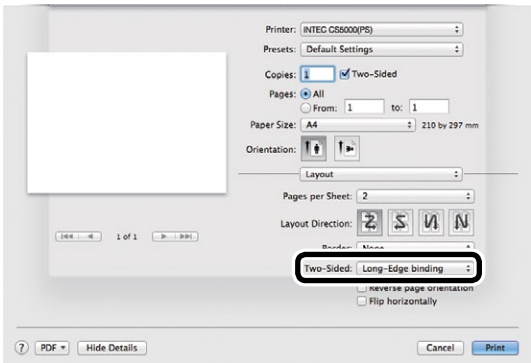 Printer: INTEC CS5000(PS)
Presets: Default Settings
Copies: 1 Two-Sided
Pages: All
From: 1 to: 1
Paper Size: A4 210 by 297 mm
Orientation:
Layout
Pages per Sheet: 2
Layout Direction:
1 of 1
Border: None
Two-Sided: Long-Edge binding
Reverse page orientation
Flip horizontally
? PDF Hide Details Cancel Print